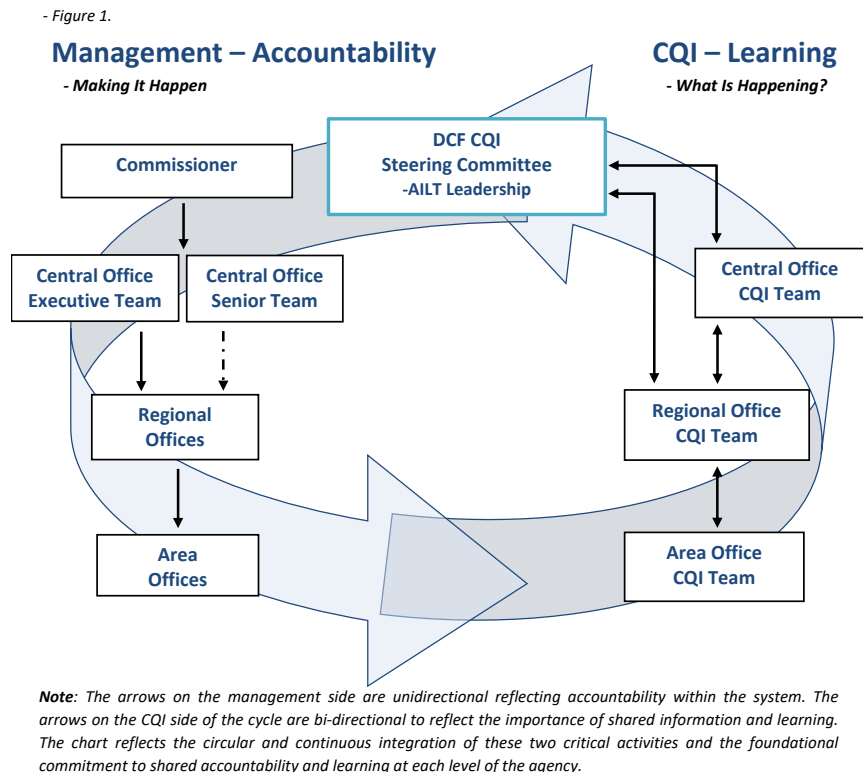 - Figure 1.
Management – Accountability
- Making It Happen
CQI – Learning
- What Is Happening?
DCF CQI
Steering Committee
-AILT Leadership
Commissioner
Central Office
Executive Team
Central Office
Senior Team
Central Office
CQI Team
Regional
Offices
Regional Office
CQI Team
Area
Offices
Area Office
CQI Team
Note: The arrows on the management side are unidirectional reflecting accountability within the system. The
arrows on the CQI side of the cycle are bi-directional to reflect the importance of shared information and learning.
The chart reflects the circular and continuous integration of these two critical activities and the foundational
commitment to shared accountability and learning at each level of the agency.